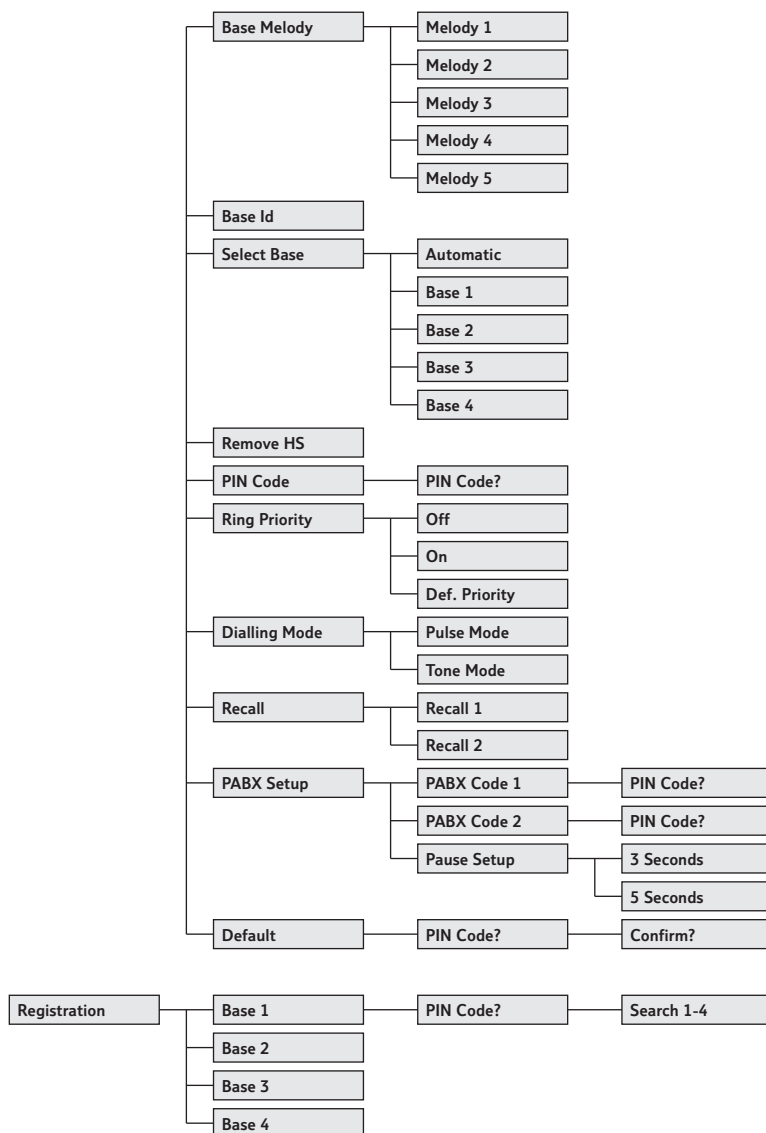 Base Melody Melody 1
Melody 2
Melody 3
Melody 4
Melody 5
Base Id
Select Base Automatic
Base 1
Base 2
Base 3
Base 4
Remove HS
PIN Code PIN Code?
Ring Priority Off
On
Def. Priority
Dialling Mode Pulse Mode
Tone Mode
Recall Recall 1
Recall 2
PABX Setup PABX Code 1 PIN Code?
PABX Code 2 PIN Code?
Pause Setup 3 Seconds
5 Seconds
Default PIN Code? Confirm?
Registration Base 1 PIN Code? Search 1-4
Base 2
Base 3
Base 4